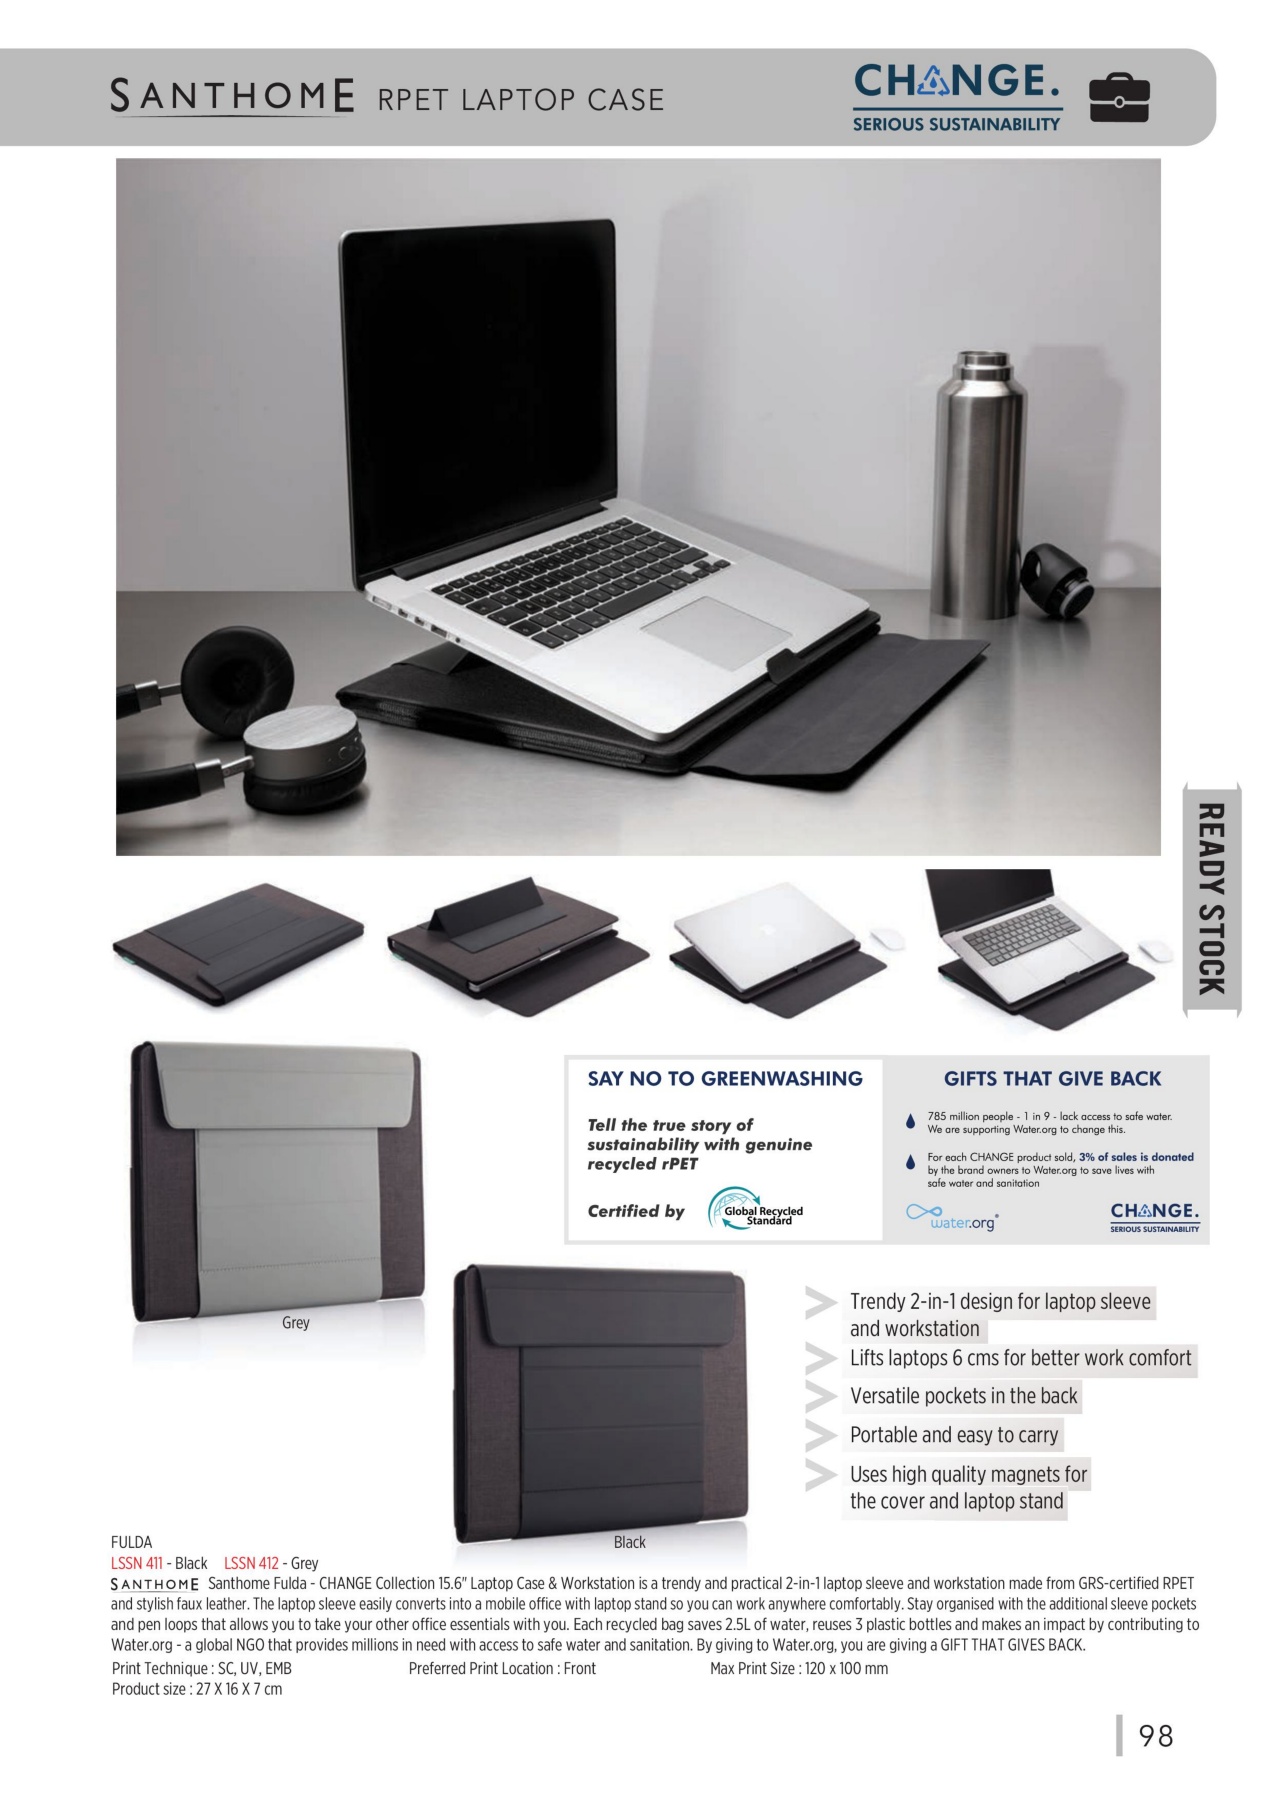 SANTHOME RPET LAPTOP CASE
CHANGE.
SERIOUS SUSTAINABILITY
READY STOCK
SAY NO TO GREENWASHING
Tell the true story of
sustainability with genuine
recycled rPET
Certified by
Global Recycled
Standard
GIFTS THAT GIVE BACK
785 million people - 1 in 9 - lack access to safe water.
We are supporting Water.org to change this.
For each CHANGE product sold, 3% of sales is donated
by the brand owners to Water.org to save lives with
safe water and sanitation
water.org®
CHANGE.
SERIOUS SUSTAINABILITY
Grey
Black
Trendy 2-in-1 design for laptop sleeve
and workstation
Lifts laptops 6 cms for better work comfort
Versatile pockets in the back
Portable and easy to carry
Uses high quality magnets for
the cover and laptop stand
FULDA
LSSN 411 - Black LSSN 412 - Grey
SANTHOME Santhome Fulda - CHANGE Collection 15.6" Laptop Case & Workstation is a trendy and practical 2-in-1 laptop sleeve and workstation made from GRS-certified RPET
and stylish faux leather. The laptop sleeve easily converts into a mobile office with laptop stand so you can work anywhere comfortably. Stay organised with the additional sleeve pockets
and pen loops that allows you to take your other office essentials with you. Each recycled bag saves 2.5L of water, reuses 3 plastic bottles and makes an impact by contributing to
Water.org - a global NGO that provides millions in need with access to safe water and sanitation. By giving to Water.org, you are giving a GIFT THAT GIVES BACK.
Print Technique : SC, UV, EMB Preferred Print Location : Front Max Print Size : 120 x 100 mm
Product size : 27 X 16 X 7 cm
98